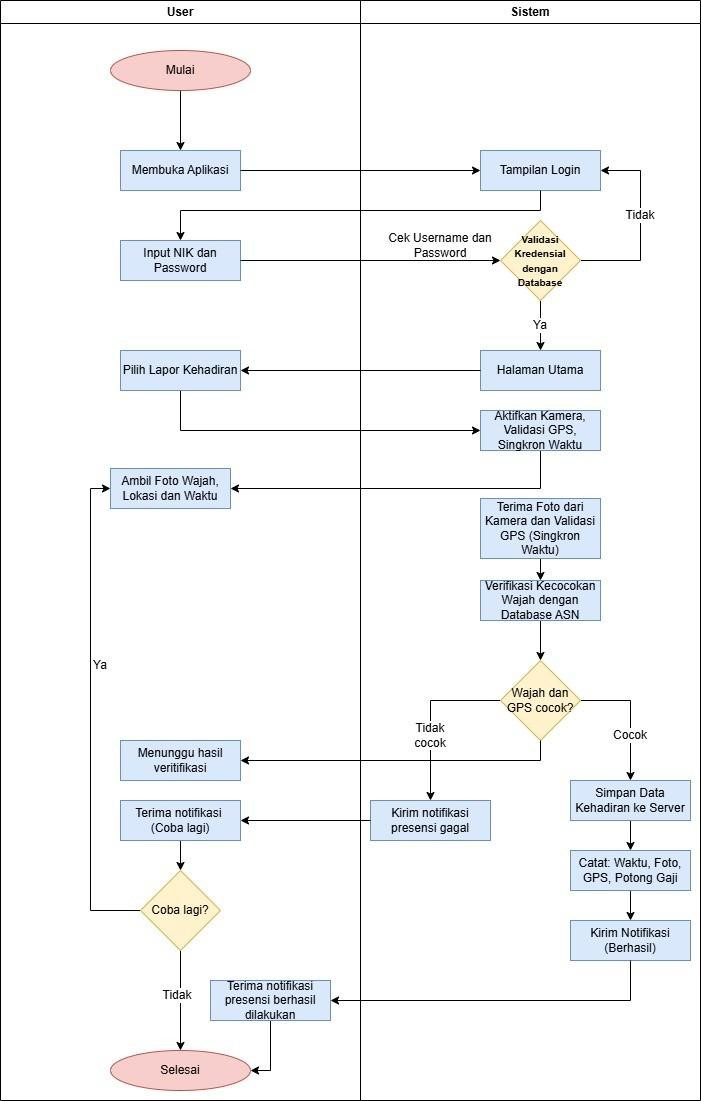 User
Sistem
Mulai
Membuka Aplikasi
Tampilan Login
Tidak
Input NIK dan
Password
Cek Username dan
Password
Validasi
Kredensial
dengan
Database
Ya
Pilih Lapor Kehadiran
Halaman Utama
Aktifkan Kamera,
Validasi GPS,
Singkron Waktu
Ambil Foto Wajah,
Lokasi dan Waktu
Terima Foto dari
Kamera dan Validasi
GPS (Singkron
Waktu)
Verifikasi Kecocokan
Wajah dengan
Database ASN
Ya
Wajah dan
GPS cocok?
Tidak
cocok
Cocok
Menunggu hasil
veritifikasi
Simpan Data
Kehadiran ke Server
Terima notifikasi
(Coba lagi)
Kirim notifikasi
presensi gagal
Catat: Waktu, Foto,
GPS, Potong Gaji
Coba lagi?
Kirim Notifikasi
(Berhasil)
Tidak
Terima notifikasi
presensi berhasil
dilakukan
Selesai